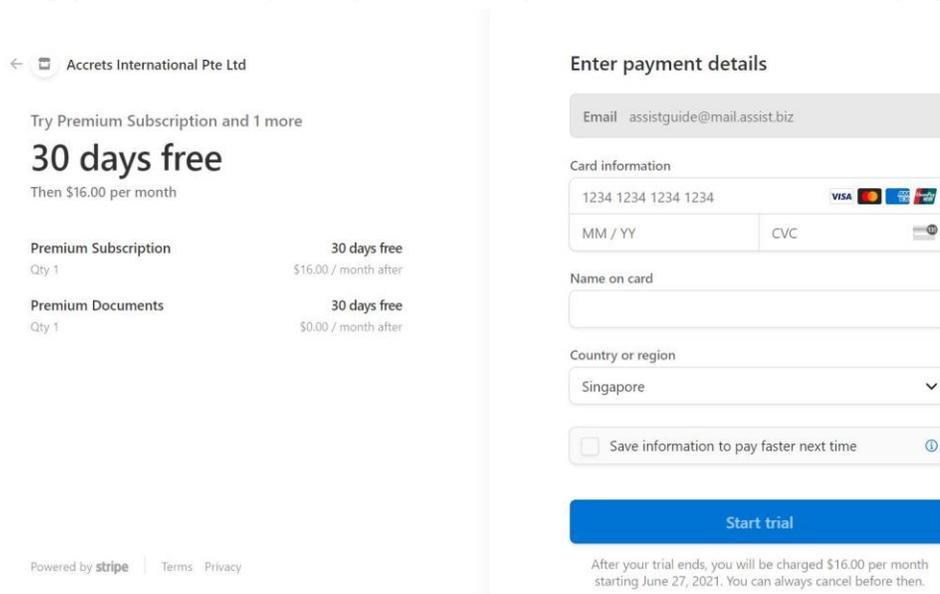 Accrets International Pte Ltd
Try Premium Subscription and 1 more
30 days free
Then $16.00 per month
Premium Subscription 30 days free
Qty 1 $16.00 / month after
Premium Documents 30 days free
Qty 1 $0.00 / month after
Powered by stripe Terms Privacy
Enter payment details
Email assistguide@mail.assist.biz
Card information
1234 1234 1234 1234 VISA
MM / YY CVC
Name on card
Country or region
Singapore
Save information to pay faster next time
Start trial
After your trial ends, you will be charged $16.00 per month
starting June 27, 2021. You can always cancel before then.